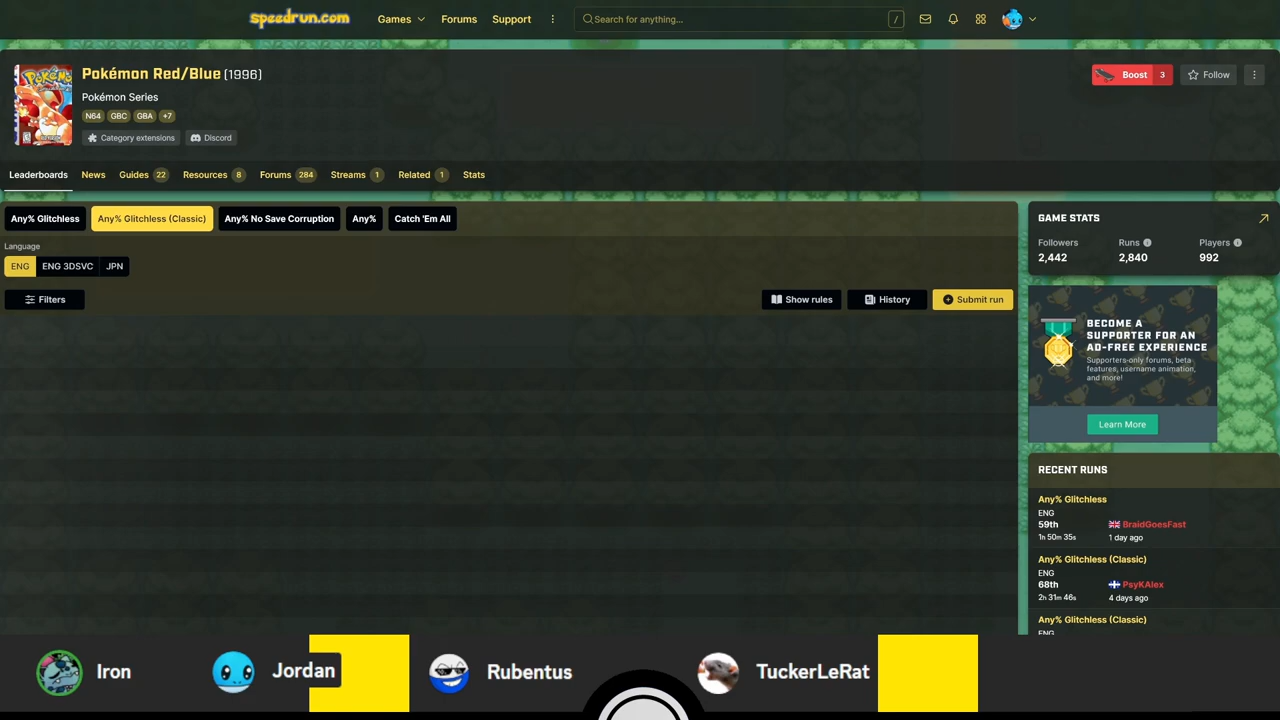 speedrun.com
Games
Forums
Support
Search for anything...
/
Pokémon Red/Blue (1996)
Pokémon Series
N64 GBC GBA +7
Category extensions
Discord
Boost 3
Follow
Leaderboards
News
Guides 22
Resources 8
Forums 284
Streams 1
Related 1
Stats
Any% Glitchless
Any% Glitchless (Classic)
Any% No Save Corruption
Any%
Catch 'Em All
Language
ENG
ENG 3DSVC
JPN
Filters
Show rules
History
Submit run
GAME STATS
Followers Runs Players
2,442 2,840 992
BECOME A
SUPPORTER FOR AN
AD-FREE EXPERIENCE
Supporters-only forums, beta
features, username animation,
and more!
Learn More
RECENT RUNS
Any% Glitchless
ENG
59th BraidGoesFast
1h 50m 35s 1 day ago
Any% Glitchless (Classic)
ENG
68th PsyKAlex
2h 31m 46s 4 days ago
Any% Glitchless (Classic)
ENG
Iron
Jordan
Rubentus
TuckerLeRat